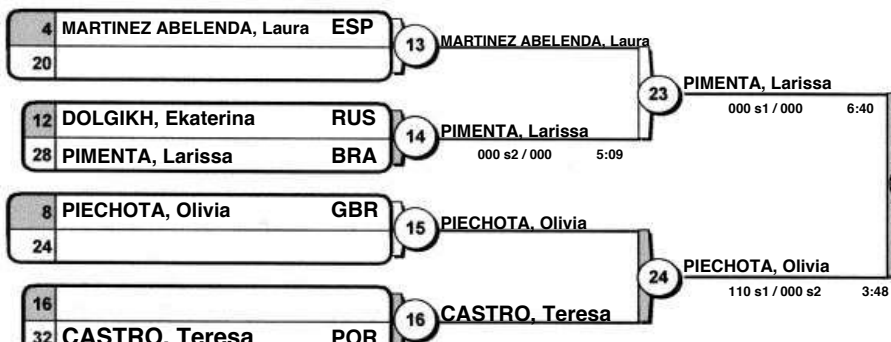 4 MARTINEZ ABELENDA, Laura ESP
20
13
MARTINEZ ABELENDA, Laura
12 DOLGIKH, Ekaterina RUS
28 PIMENTA, Larissa BRA
14
PIMENTA, Larissa
000 s2 / 000 5:09
23
PIMENTA, Larissa
000 s1 / 000 6:40
8 PIECHOTA, Olivia GBR
24
15
PIECHOTA, Olivia
16
32 CASTRO, Teresa POR
16
CASTRO, Teresa
24
PIECHOTA, Olivia
110 s1 / 000 s2 3:48